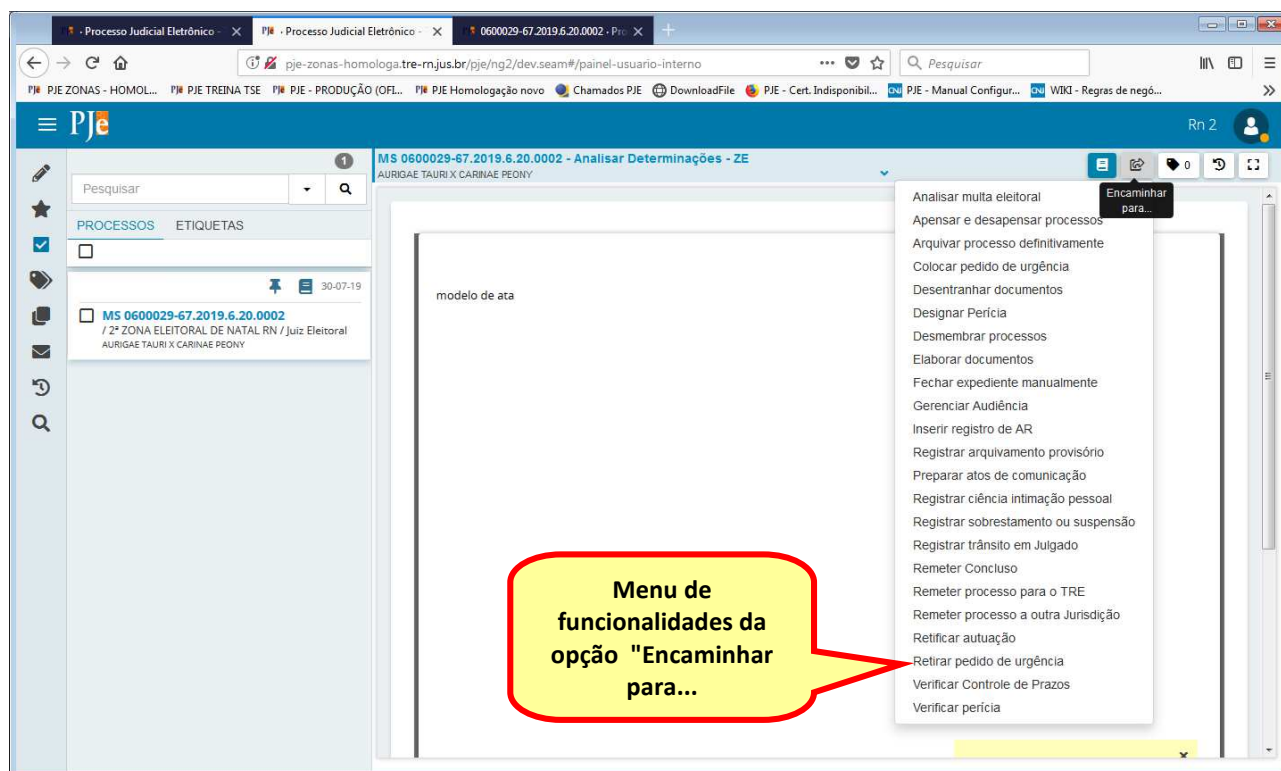 - Processo Judicial Eletrônico -
PJe - Processo Judicial Eletrônico -
0600029-67.2019.6.20.0002 - Pro
pje-zonas-homologa.tre-rn.jus.br/pje/ng2/dev.seam#/painel-usuario-interno
Pesquisar
PJE ZONAS - HOMOL...
PJE TREINA TSE
PJE - PRODUÇÃO (OFI...
PJE Homologação novo
Chamados PJE
DownloadFile
PJE - Cert. Indisponibil...
PJE - Manual Configur...
WIKI - Regras de negó...
PJe
Rn 2
1
Pesquisar
PROCESSOS
ETIQUETAS
30-07-19
MS 0600029-67.2019.6.20.0002
/ 2ª ZONA ELEITORAL DE NATAL RN / Juiz Eleitoral
AURIGAE TAURI X CARINAE PEONY
MS 0600029-67.2019.6.20.0002 - Analisar Determinações - ZE
AURIGAE TAURI X CARINAE PEONY
0
Encaminhar
para...
modelo de ata
Analisar multa eleitoral
Apensar e desapensar processos
Arquivar processo definitivamente
Colocar pedido de urgência
Desentranhar documentos
Designar Perícia
Desmembrar processos
Elaborar documentos
Fechar expediente manualmente
Gerenciar Audiência
Inserir registro de AR
Registrar arquivamento provisório
Preparar atos de comunicação
Registrar ciência intimação pessoal
Registrar sobrestamento ou suspensão
Registrar trânsito em Julgado
Remeter Concluso
Remeter processo para o TRE
Remeter processo a outra Jurisdição
Retificar autuação
Retirar pedido de urgência
Verificar Controle de Prazos
Verificar perícia
Menu de
funcionalidades da
opção "Encaminhar
para...